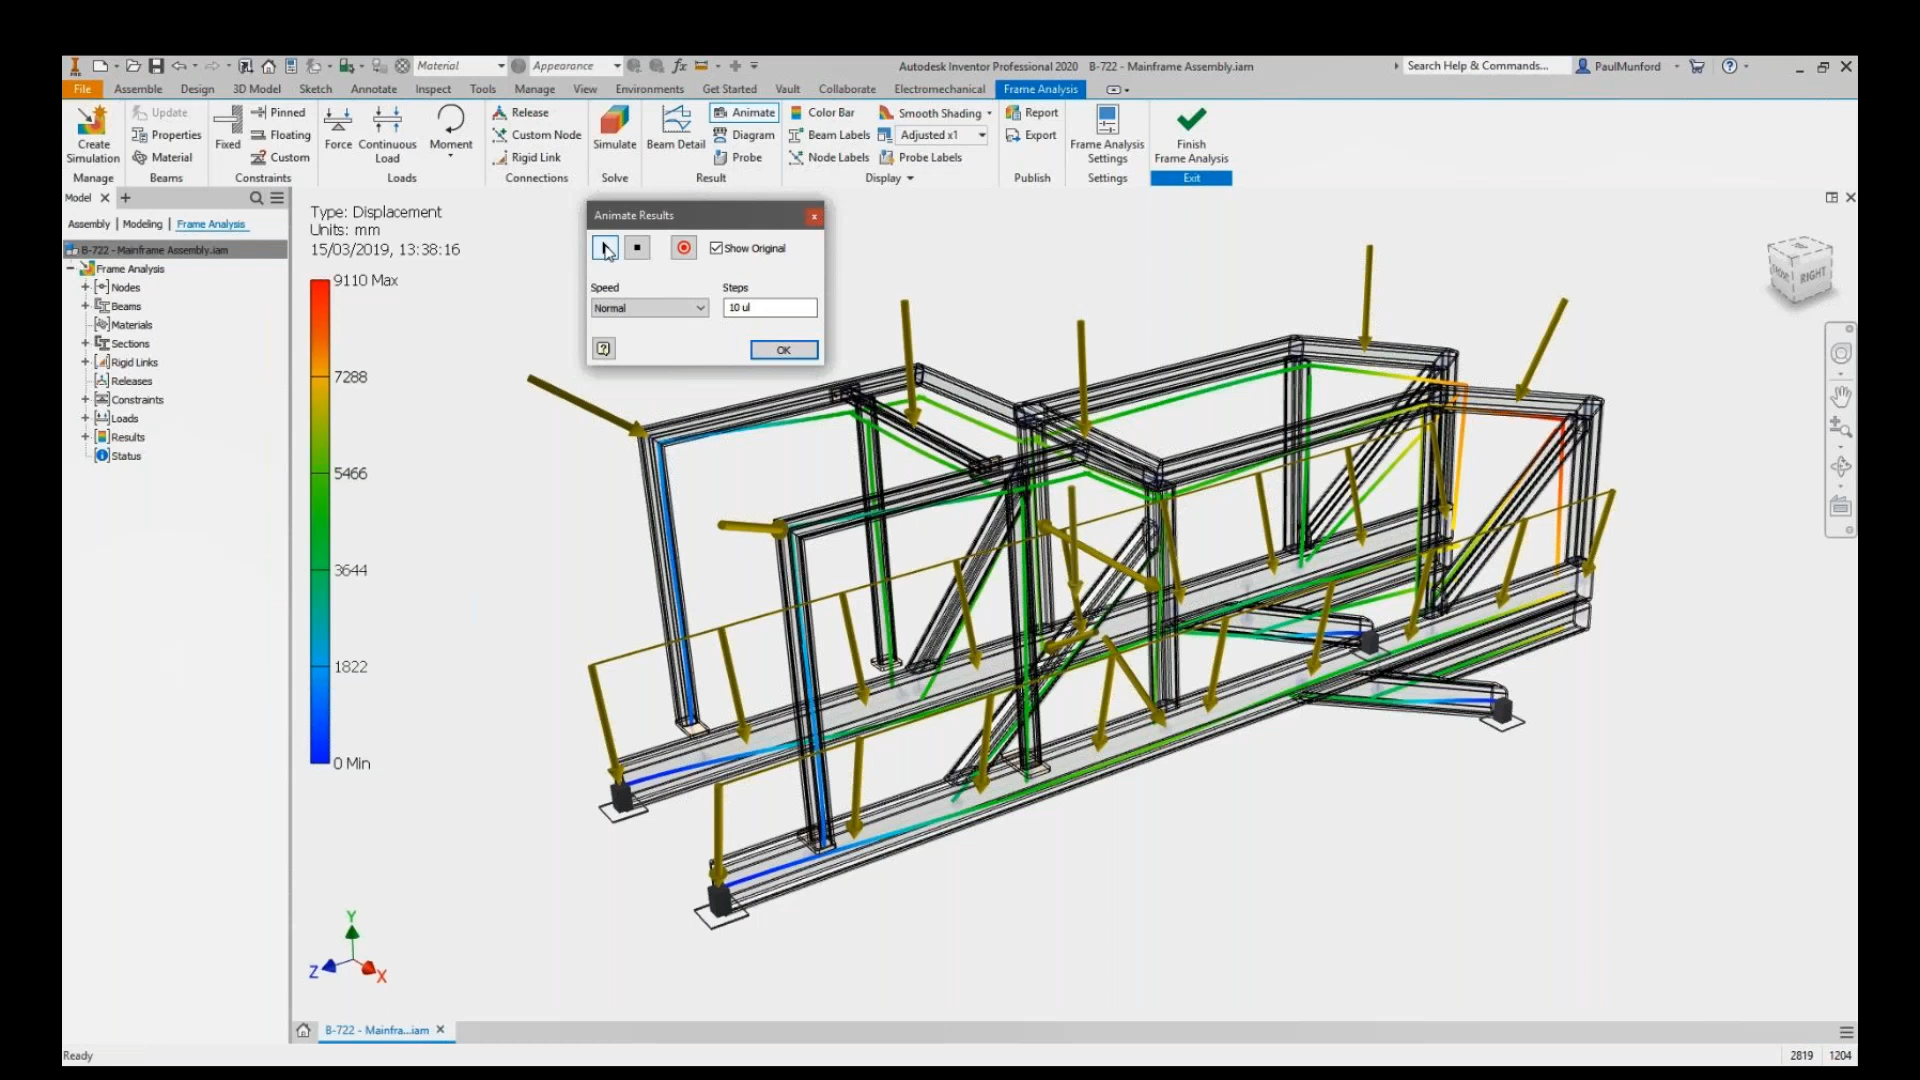 Material
Appearance
fx
Autodesk Inventor Professional 2020 B-722 - Mainframe Assembly.iam
Search Help & Commands...
PaulMunford
File
Assemble
Design
3D Model
Sketch
Annotate
Inspect
Tools
Manage
View
Environments
Get Started
Vault
Collaborate
Electromechanical
Frame Analysis
Create
Simulation
Manage
Update
Properties
Material
Beams
Fixed
Pinned
Floating
Custom
Constraints
Force
Continuous
Load
Moment
Loads
Release
Custom Node
Rigid Link
Connections
Simulate
Solve
Beam Detail
Animate
Diagram
Probe
Result
Color Bar
Beam Labels
Node Labels
Smooth Shading
Adjusted x1
Probe Labels
Display
Report
Export
Publish
Frame Analysis
Settings
Settings
Finish
Frame Analysis
Exit
Model
Assembly | Modeling | Frame Analysis
B-722 - Mainframe Assembly.iam
Frame Analysis
Nodes
Beams
Materials
Sections
Rigid Links
Releases
Constraints
Loads
Results
Status
Type: Displacement
Units: mm
15/03/2019, 13:38:16
9110 Max
7288
5466
3644
1822
0 Min
Animate Results
Show Original
Speed
Steps
Normal
10 ul
OK
RIGHT
Y
Z
X
B-722 - Mainfra...iam
Ready
2819
1204